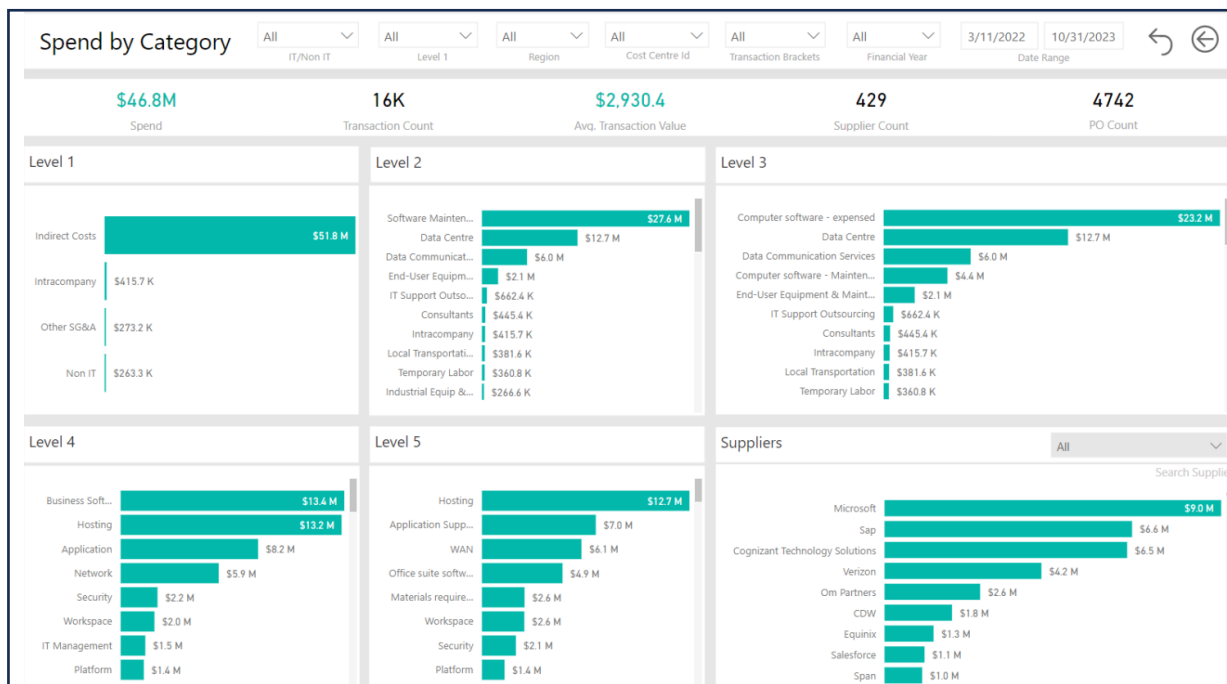 Spend by Category
All
IT/Non IT
All
Level 1
All
Region
All
Cost Centre Id
All
Transaction Brackets
All
Financial Year
3/11/2022 10/31/2023
Date Range
$46.8M
Spend
16K
Transaction Count
$2,930.4
Avg. Transaction Value
429
Supplier Count
4742
PO Count
Level 1
Indirect Costs $51.8 M
Intracompany $415.7 K
Other SG&A $273.2 K
Non IT $263.3 K
Level 2
Software Mainten... $27.6 M
Data Centre $12.7 M
Data Communicat... $6.0 M
End-User Equipm... $2.1 M
IT Support Outso... $662.4 K
Consultants $445.4 K
Intracompany $415.7 K
Local Transportati... $381.6 K
Temporary Labor $360.8 K
Industrial Equip &... $266.6 K
Level 3
Computer software - expensed $23.2 M
Data Centre $12.7 M
Data Communication Services $6.0 M
Computer software - Mainten... $4.4 M
End-User Equipment & Maint... $2.1 M
IT Support Outsourcing $662.4 K
Consultants $445.4 K
Intracompany $415.7 K
Local Transportation $381.6 K
Temporary Labor $360.8 K
Level 4
Business Soft... $13.4 M
Hosting $13.2 M
Application $8.2 M
Network $5.9 M
Security $2.2 M
Workspace $2.0 M
IT Management $1.5 M
Platform $1.4 M
Level 5
Hosting $12.7 M
Application Supp... $7.0 M
WAN $6.1 M
Office suite softw... $4.9 M
Materials require... $2.6 M
Workspace $2.6 M
Security $2.1 M
Platform $1.4 M
Suppliers
All
Search Supplie
Microsoft $9.0 M
Sap $6.6 M
Cognizant Technology Solutions $6.5 M
Verizon $4.2 M
Om Partners $2.6 M
CDW $1.8 M
Equinix $1.3 M
Salesforce $1.1 M
Span $1.0 M